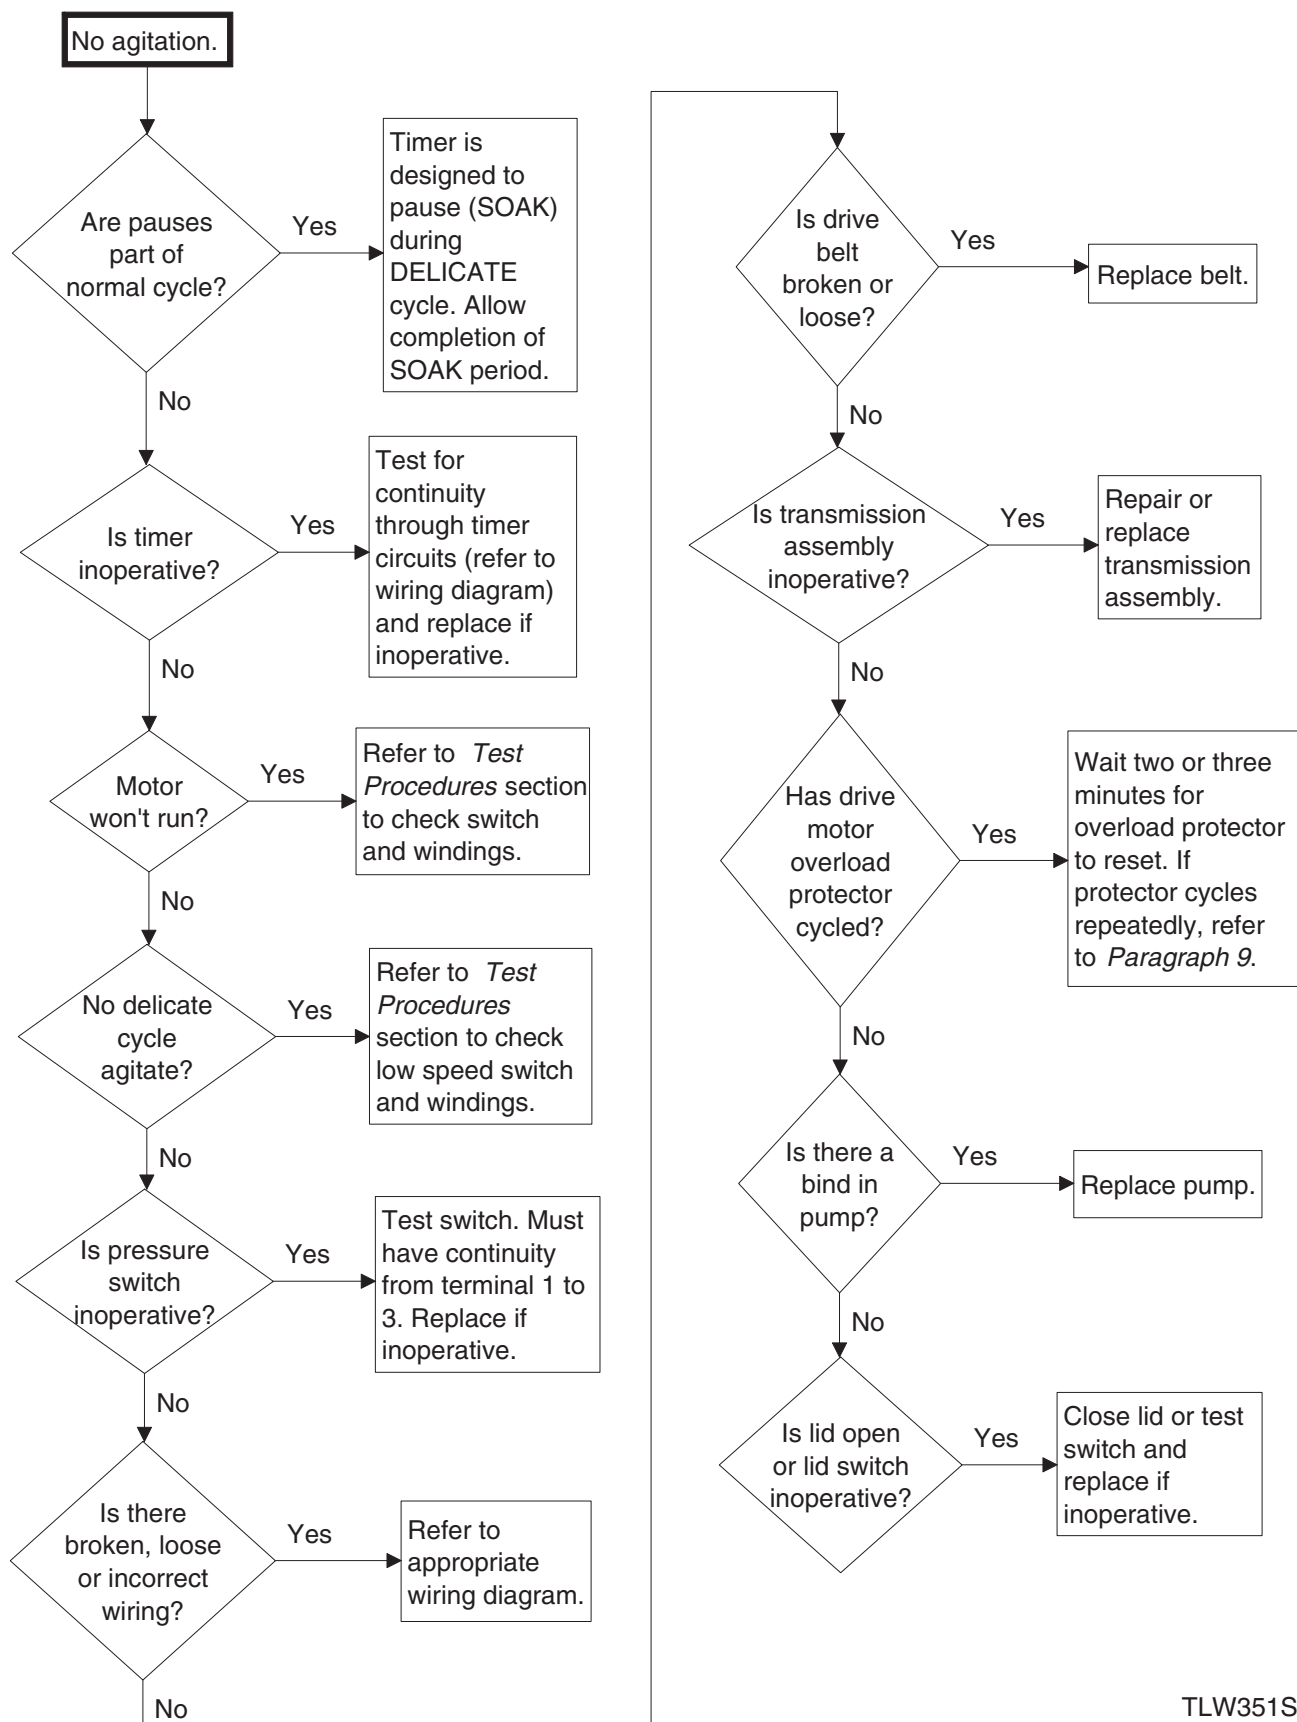 No agitation.
Are pauses
part of
normal cycle?
Yes
Timer is
designed to
pause (SOAK)
during
DELICATE
cycle. Allow
completion of
SOAK period.
No
Is timer
inoperative?
Yes
Test for
continuity
through timer
circuits (refer to
wiring diagram)
and replace if
inoperative.
No
Motor
won't run?
Yes
Refer to Test
Procedures section
to check switch
and windings.
No
No delicate
cycle
agitate?
Yes
Refer to Test
Procedures
section to check
low speed switch
and windings.
No
Is pressure
switch
inoperative?
Yes
Test switch. Must
have continuity
from terminal 1 to
3. Replace if
inoperative.
No
Is there
broken, loose
or incorrect
wiring?
Yes
Refer to
appropriate
wiring diagram.
No
Is drive
belt
broken or
loose?
Yes
Replace belt.
No
Is transmission
assembly
inoperative?
Yes
Repair or
replace
transmission
assembly.
No
Has drive
motor
overload
protector
cycled?
Yes
Wait two or three
minutes for
overload protector
to reset. If
protector cycles
repeatedly, refer
to Paragraph 9.
No
Is there a
bind in
pump?
Yes
Replace pump.
No
Is lid open
or lid switch
inoperative?
Yes
Close lid or test
switch and
replace if
inoperative.
TLW351S